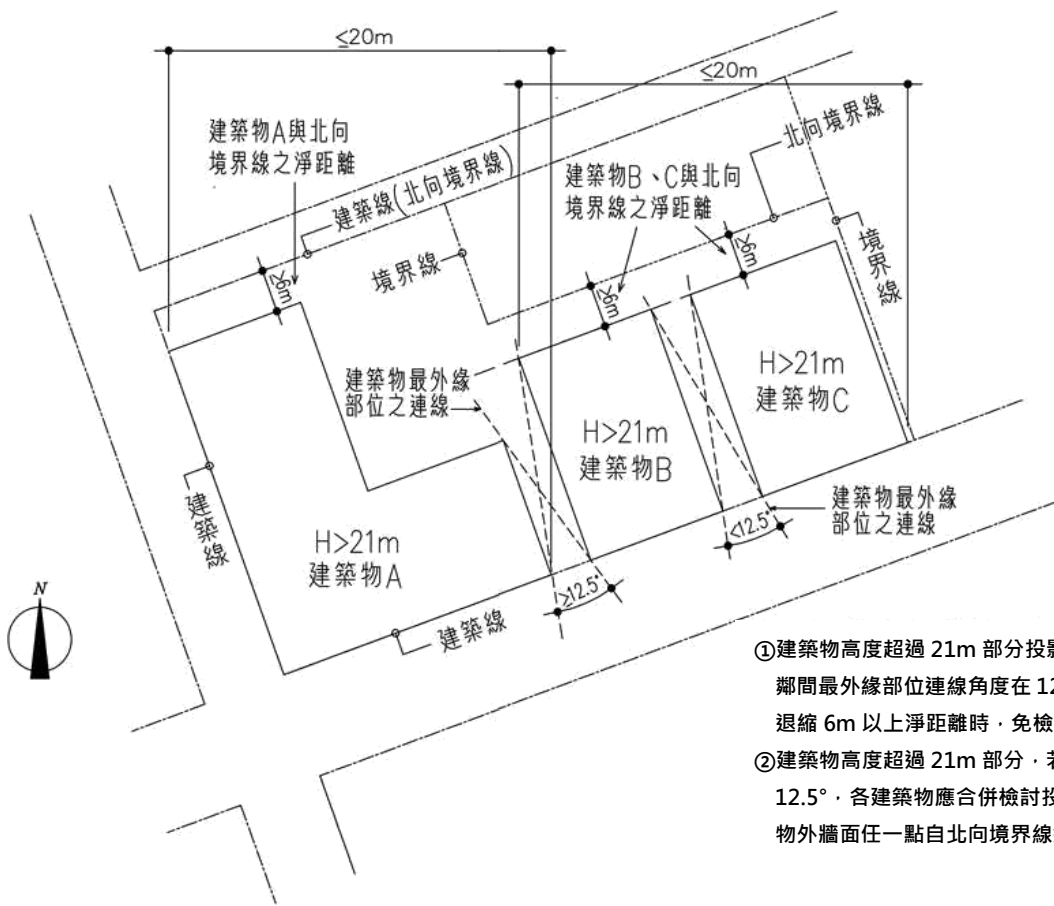 ≤20m
≤20m
建築物A與北向
境界線之淨距離
建築線(北向境界線)
建築物B、C與北向
境界線之淨距離
北向境界線
境界線
境界線
≥6m
≥6m
≥6m
建築物最外緣
部位之連線
H>21m
建築物C
H>21m
建築物B
建築線
H>21m
建築物A
建築物最外緣
部位之連線
<12.5°
≥12.5°
建築線
N
①建築物高度超過 21m 部分投
鄰間最外緣部位連線角度在 12
退縮 6m 以上淨距離時,免檢
②建築物高度超過 21m 部分,若
12.5°,各建築物應合併檢討投
物外牆面任一點自北向境界線